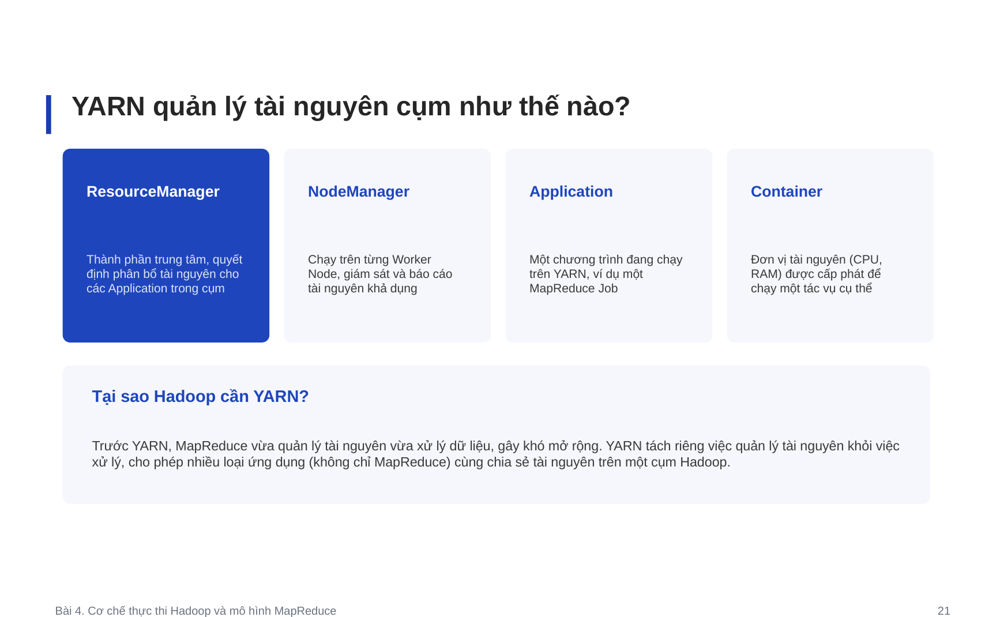 YARN quản lý tài nguyên cụm như thế nào?
ResourceManager
Thành phần trung tâm, quyết
định phân bổ tài nguyên cho
các Application trong cụm
NodeManager
Chạy trên từng Worker
Node, giám sát và báo cáo
tài nguyên khả dụng
Application
Một chương trình đang chạy
trên YARN, ví dụ một
MapReduce Job
Container
Đơn vị tài nguyên (CPU,
RAM) được cấp phát để
chạy một tác vụ cụ thể
Tại sao Hadoop cần YARN?
Trước YARN, MapReduce vừa quản lý tài nguyên vừa xử lý dữ liệu, gây khó mở rộng. YARN tách riêng việc quản lý tài nguyên khỏi việc
xử lý, cho phép nhiều loại ứng dụng (không chỉ MapReduce) cùng chia sẻ tài nguyên trên một cụm Hadoop.
Bài 4. Cơ chế thực thi Hadoop và mô hình MapReduce
21